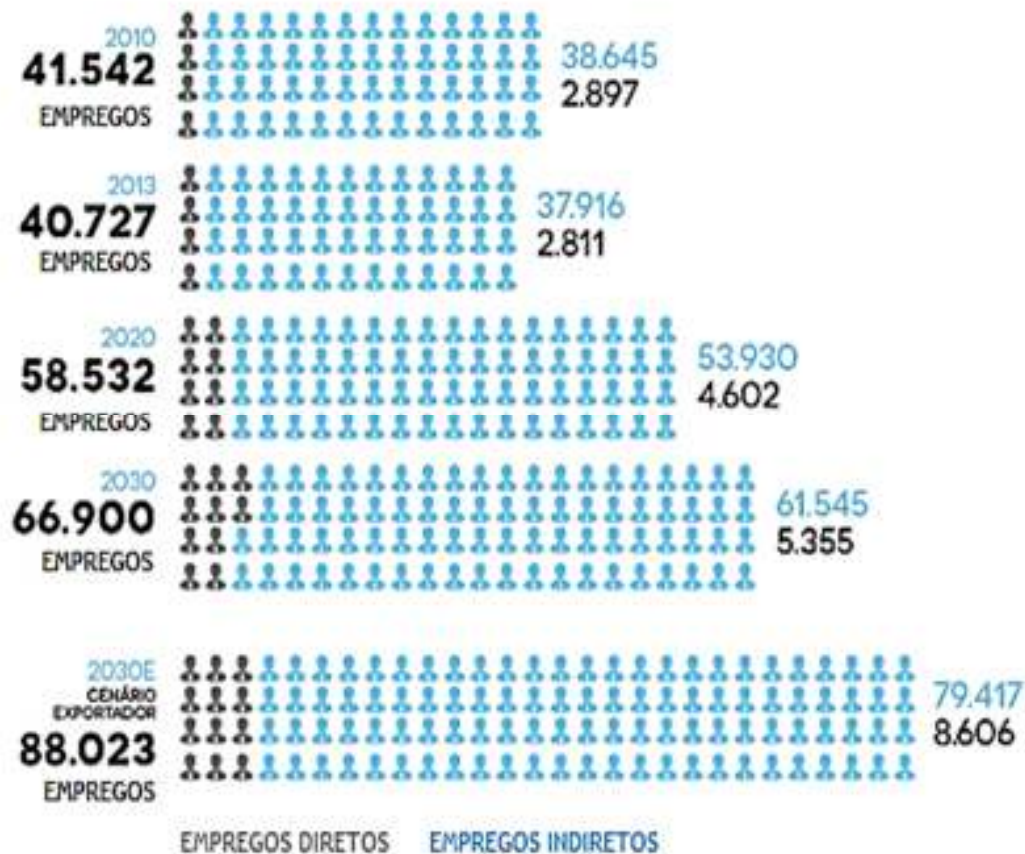 2010
41.542
EMPREGOS
38.645
2.897
2013
40.727
EMPREGOS
37.916
2.811
2020
58.532
EMPREGOS
53.930
4.602
2030
66.900
EMPREGOS
61.545
5.355
2030E
CENÁRIO
EXPORTADOR
88.023
EMPREGOS
79.417
8.606
EMPREGOS DIRETOS EMPREGOS INDIRETOS